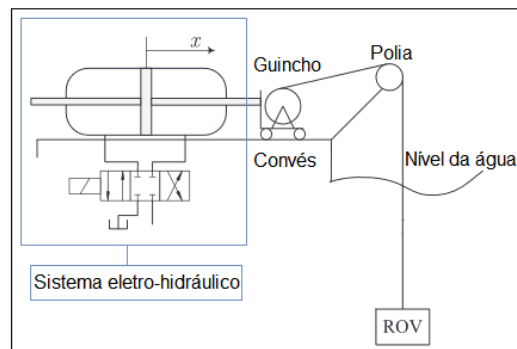 x
Guincho
Polia
Convés
Nível da água
Sistema eletro-hidráulico
ROV